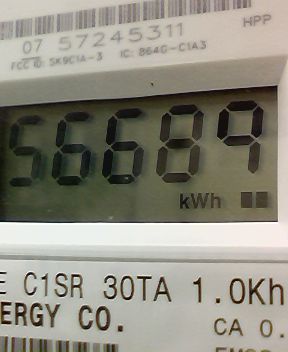 07 57245311 HPP
FCC ID: SK9C1A-3 IC: 864G-C1A3
56689
kWh
E C1SR 30TA 1.0Kh
ERGY CO. CA 0.